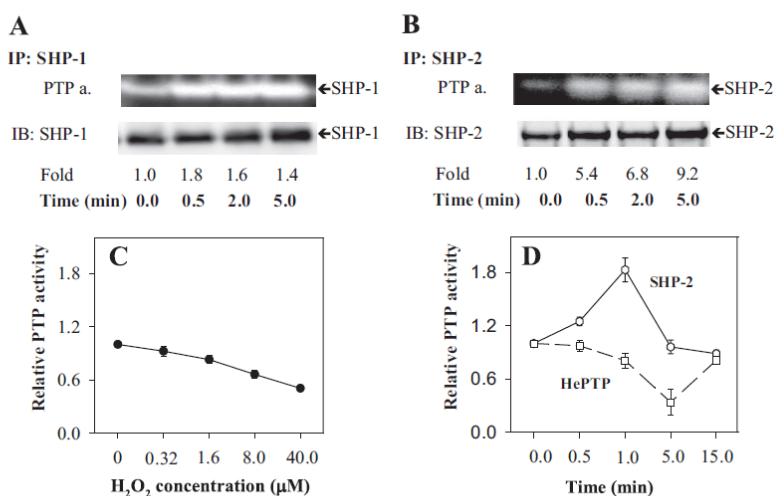 A
B
IP: SHP-1
IP: SHP-2
PTP a.
←SHP-1
PTP a.
←SHP-2
IB: SHP-1
←SHP-1
IB: SHP-2
←SHP-2
Fold 1.0 1.8 1.6 1.4
Fold 1.0 5.4 6.8 9.2
Time (min) 0.0 0.5 2.0 5.0
Time (min) 0.0 0.5 2.0 5.0
C
Relative PTP activity
1.8
1.2
0.6
0.0
0 0.32 1.6 8.0 40.0
H₂O₂ concentration (μM)
D
Relative PTP activity
1.8
1.2
0.6
0.0
SHP-2
HePTP
0.0 0.5 1.0 5.0 15.0
Time (min)